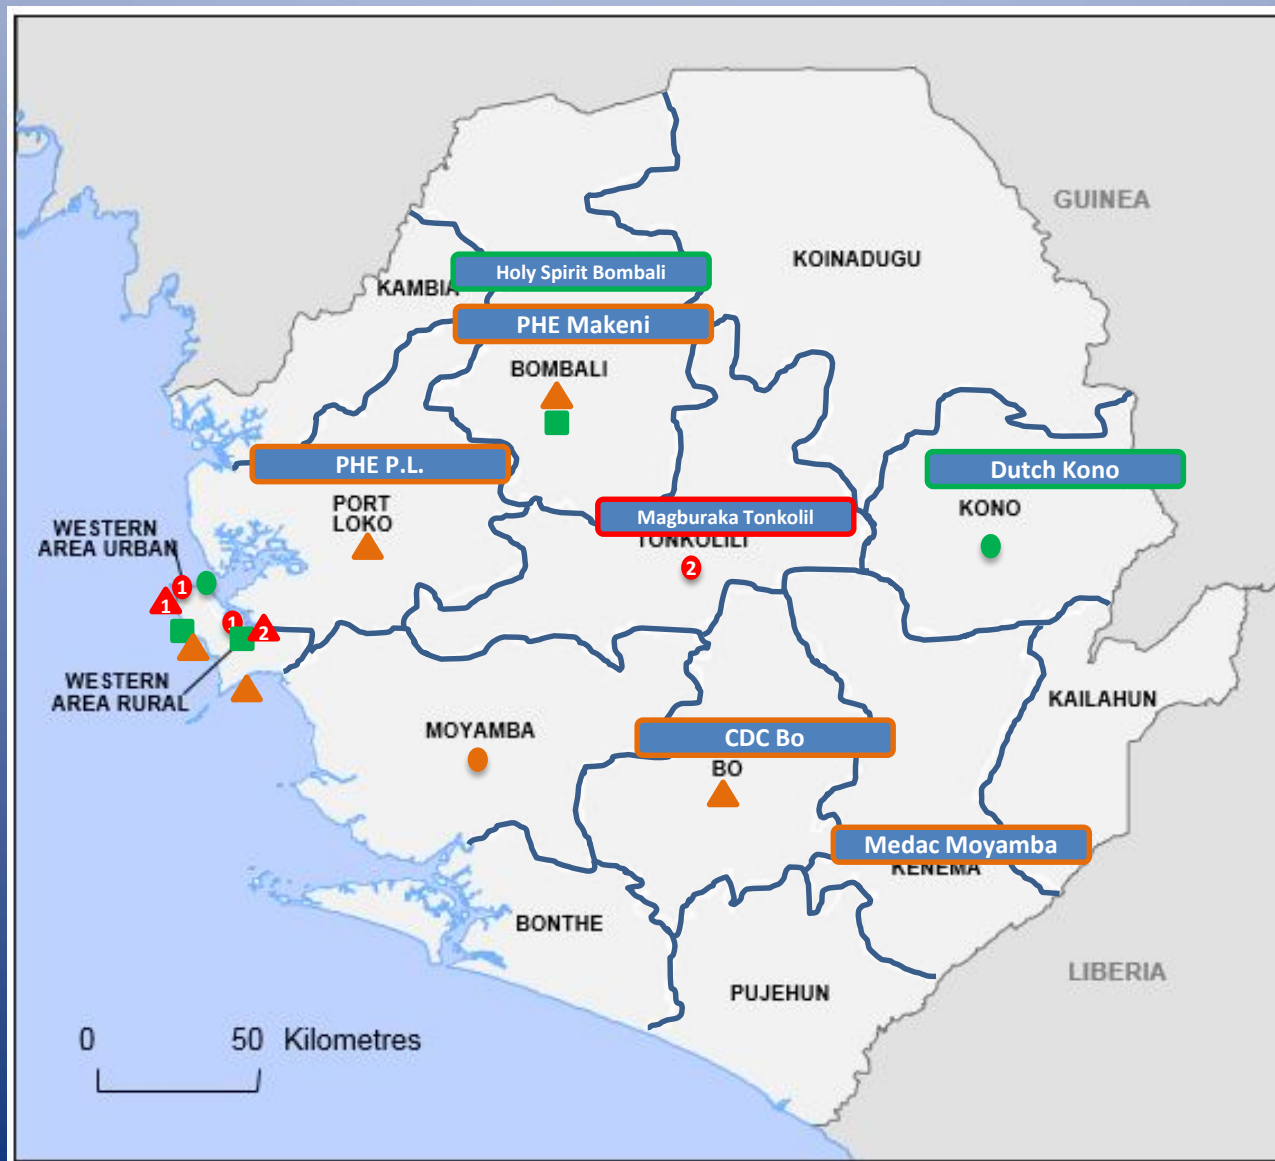 GUINEA
KOINADUGU
Holy Spirit Bombali
KAMBIA
PHE Makeni
BOMBALI
PHE P.L.
Dutch Kono
PORT
LOKO
KONO
Magburaka Tonkolil
TONKOLILI
WESTERN
AREA URBAN
2
1
1
1
2
WESTERN
AREA RURAL
KAILAHUN
MOYAMBA
CDC Bo
BO
Medac Moyamba
KENEMA
BONTHE
PUJEHUN
LIBERIA
0 50 Kilometres